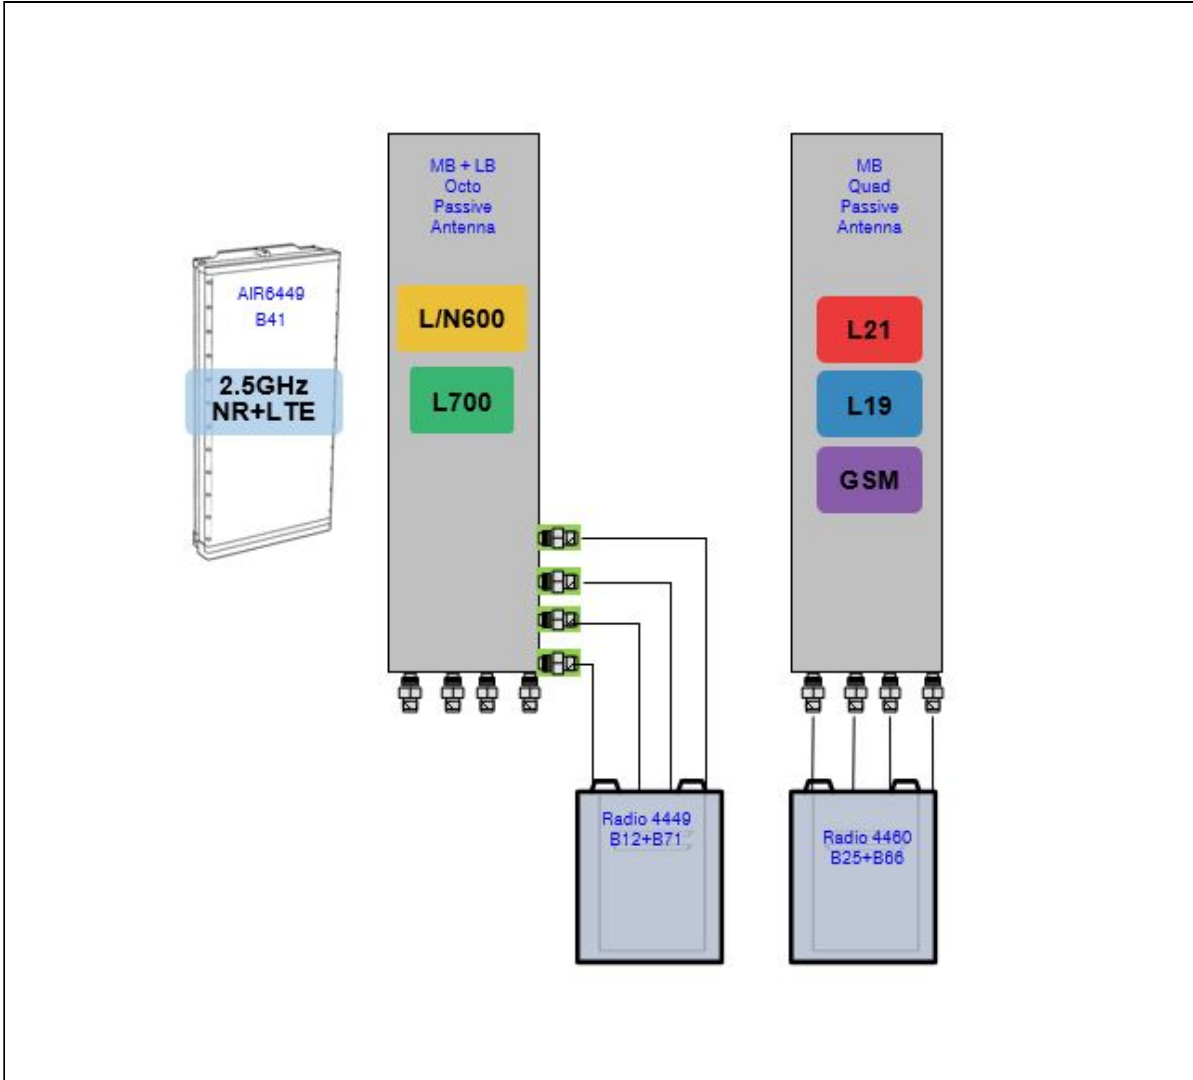 AIR6449
B41
2.5GHz
NR+LTE
MB + LB
Octo
Passive
Antenna
L/N600
L700
MB
Quad
Passive
Antenna
L21
L19
GSM
Radio 4449
B12+B71
Radio 4460
B25+B66